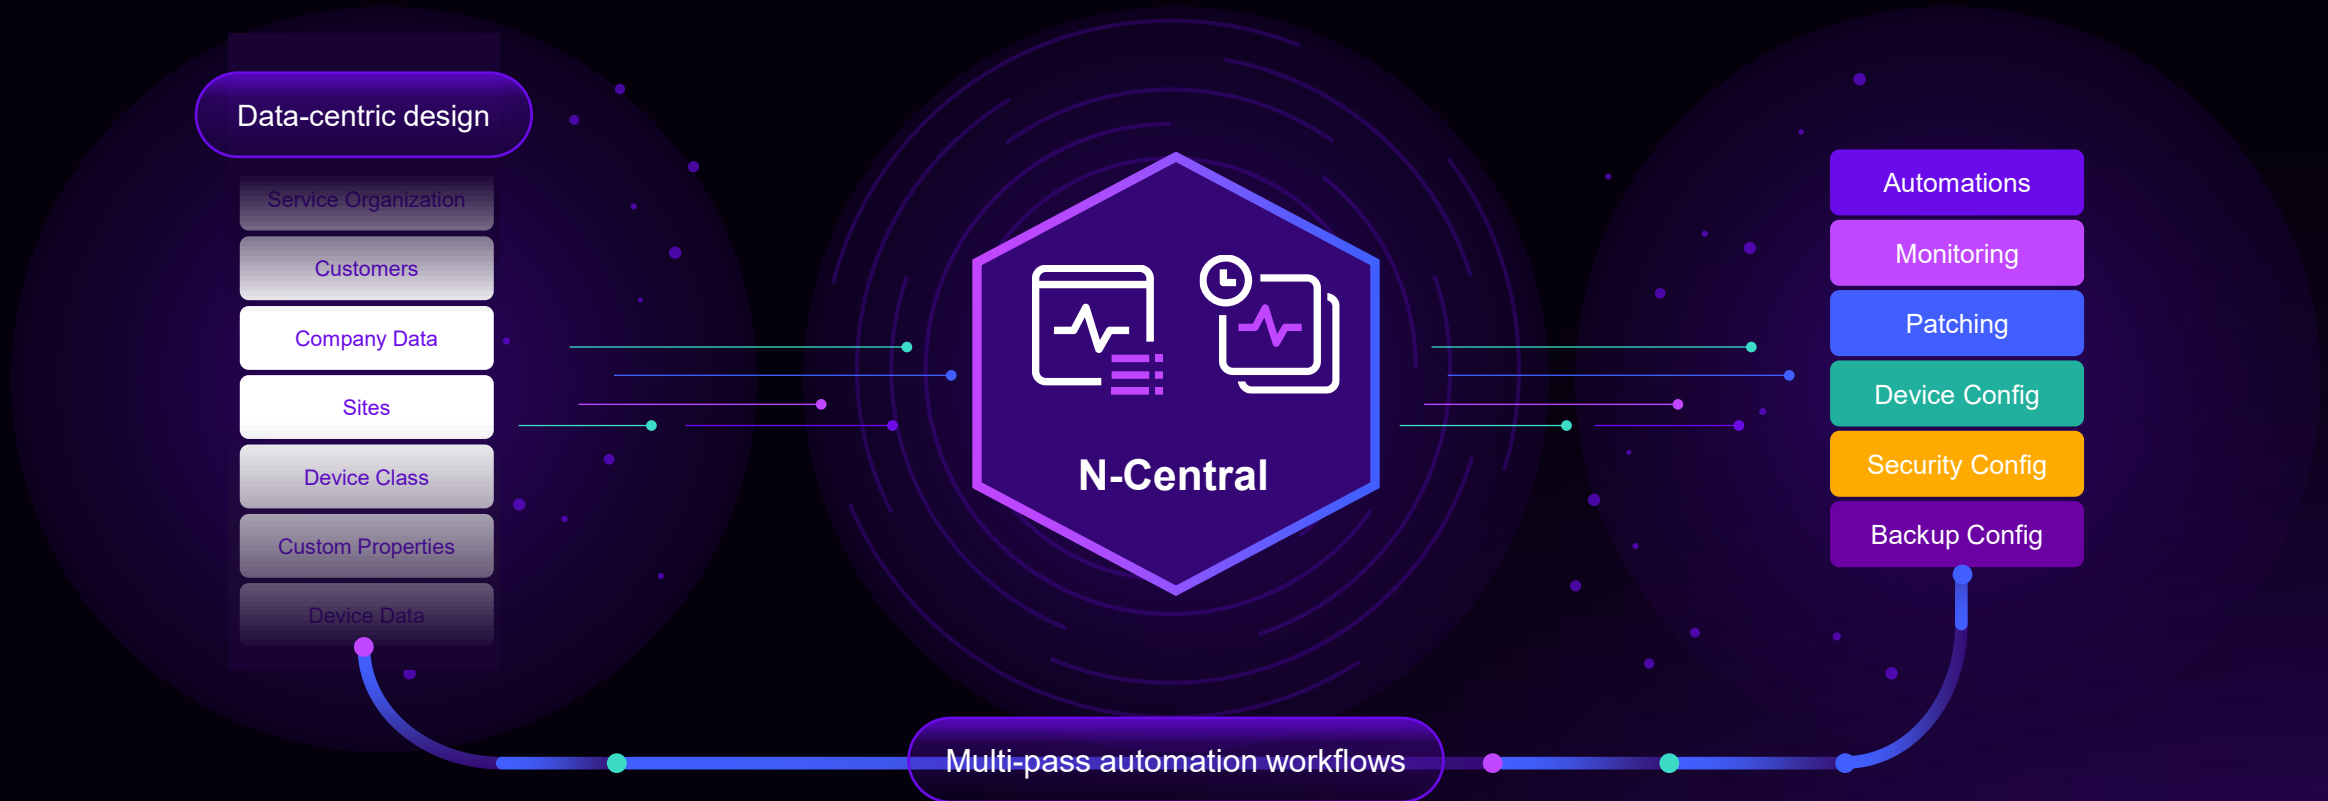 Data-centric design
Service Organization
Customers
Company Data
Sites
Device Class
Custom Properties
Device Data
N-Central
Automations
Monitoring
Patching
Device Config
Security Config
Backup Config
Multi-pass automation workflows